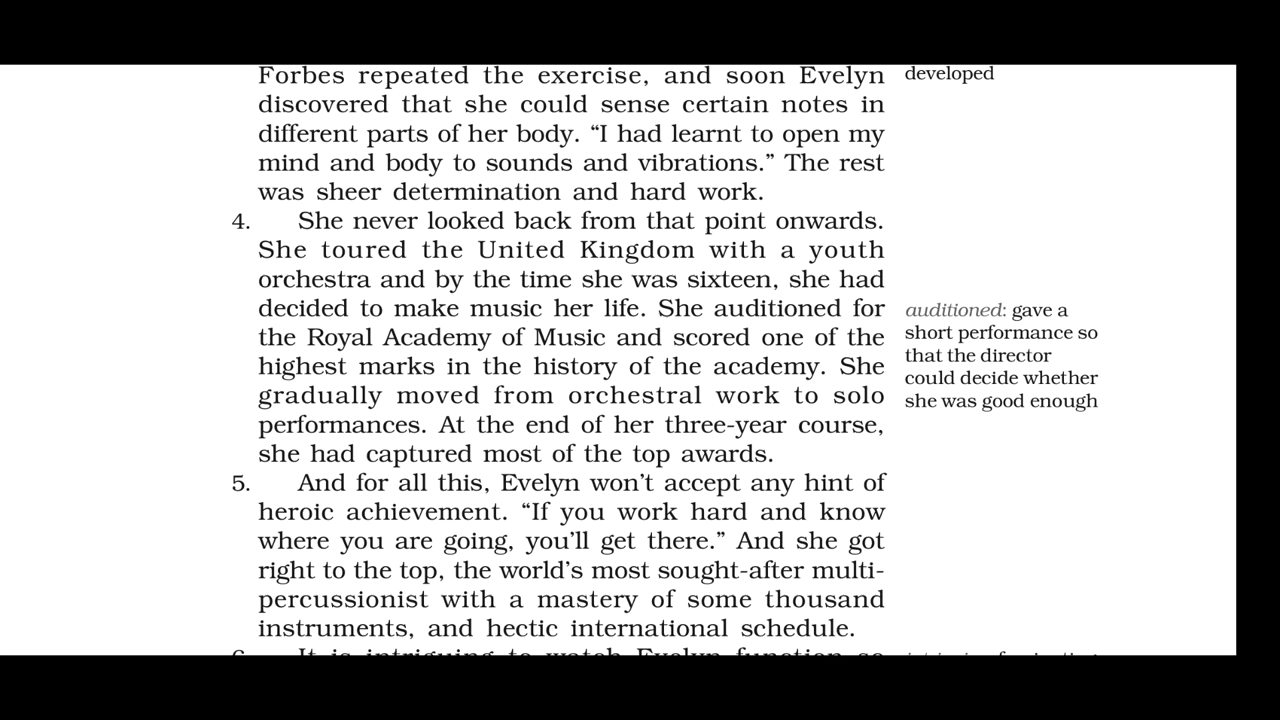 Forbes repeated the exercise, and soon Evelyn
developed
discovered that she could sense certain notes in
different parts of her body. “I had learnt to open my
mind and body to sounds and vibrations.” The rest
was sheer determination and hard work.
4. She never looked back from that point onwards.
She toured the United Kingdom with a youth
orchestra and by the time she was sixteen, she had
decided to make music her life. She auditioned for
the Royal Academy of Music and scored one of the
highest marks in the history of the academy. She
gradually moved from orchestral work to solo
performances. At the end of her three-year course,
she had captured most of the top awards.
auditioned: gave a
short performance so
that the director
could decide whether
she was good enough
5. And for all this, Evelyn won’t accept any hint of
heroic achievement. “If you work hard and know
where you are going, you’ll get there.” And she got
right to the top, the world’s most sought-after multi-
percussionist with a mastery of some thousand
instruments, and hectic international schedule.
It is intriguing to watch Evelyn function so